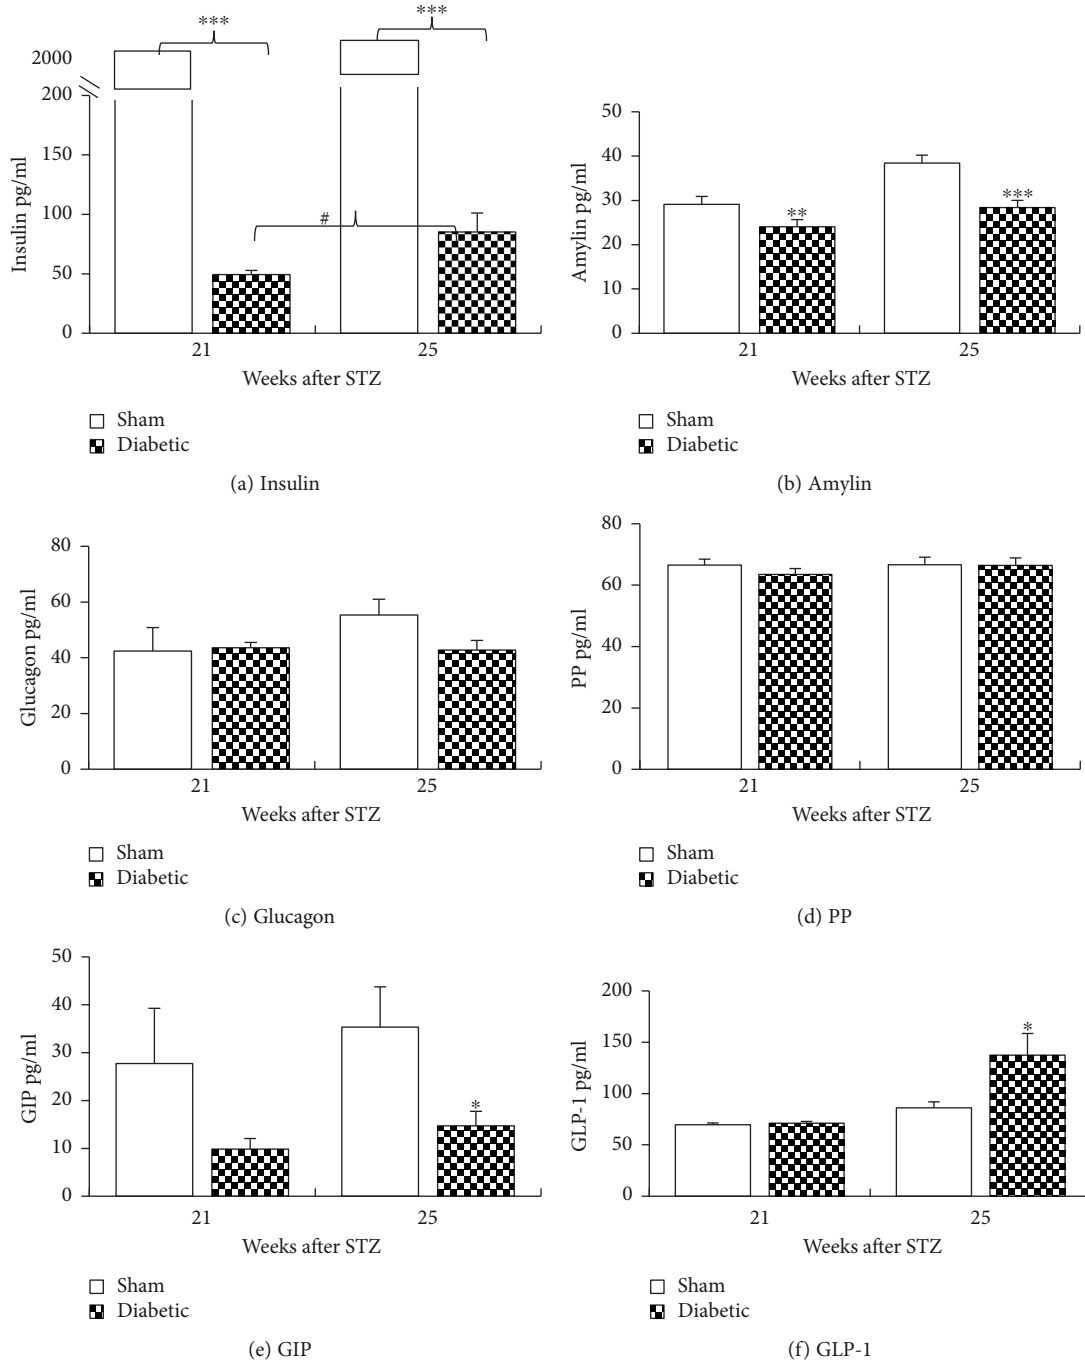 ***
***
2000
200
150
100
50
0
#
Insulin pg/ml
21
25
Weeks after STZ
Sham
Diabetic
(a) Insulin
50
40
30
20
10
0
**
***
Amylin pg/ml
21
25
Weeks after STZ
Sham
Diabetic
(b) Amylin
80
60
40
20
0
Glucagon pg/ml
21
25
Weeks after STZ
Sham
Diabetic
(c) Glucagon
80
60
40
20
0
PP pg/ml
21
25
Weeks after STZ
Sham
Diabetic
(d) PP
50
40
30
20
10
0
*
GIP pg/ml
21
25
Weeks after STZ
Sham
Diabetic
(e) GIP
200
150
100
50
0
*
GLP-1 pg/ml
21
25
Weeks after STZ
Sham
Diabetic
(f) GLP-1